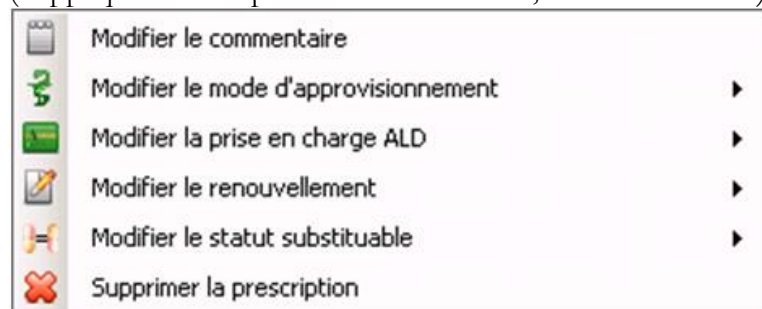 Modifier le commentaire
Modifier le mode d'approvisionnement
Modifier la prise en charge ALD
Modifier le renouvellement
Modifier le statut substituable
Supprimer la prescription